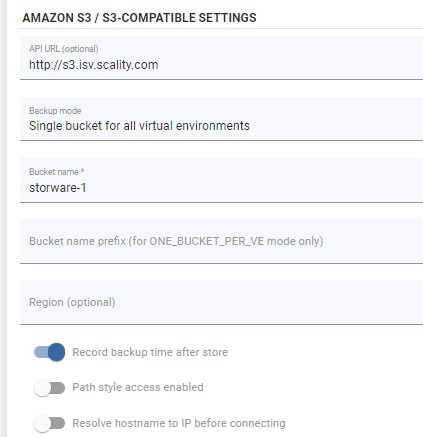 AMAZON S3 / S3-COMPATIBLE SETTINGS
API URL (optional)
http://s3.isv.scality.com
Backup mode
Single bucket for all virtual environments
Bucket name *
storware-1
Bucket name prefix (for ONE_BUCKET_PER_VE mode only)
Region (optional)
Record backup time after store
Path style access enabled
Resolve hostname to IP before connecting